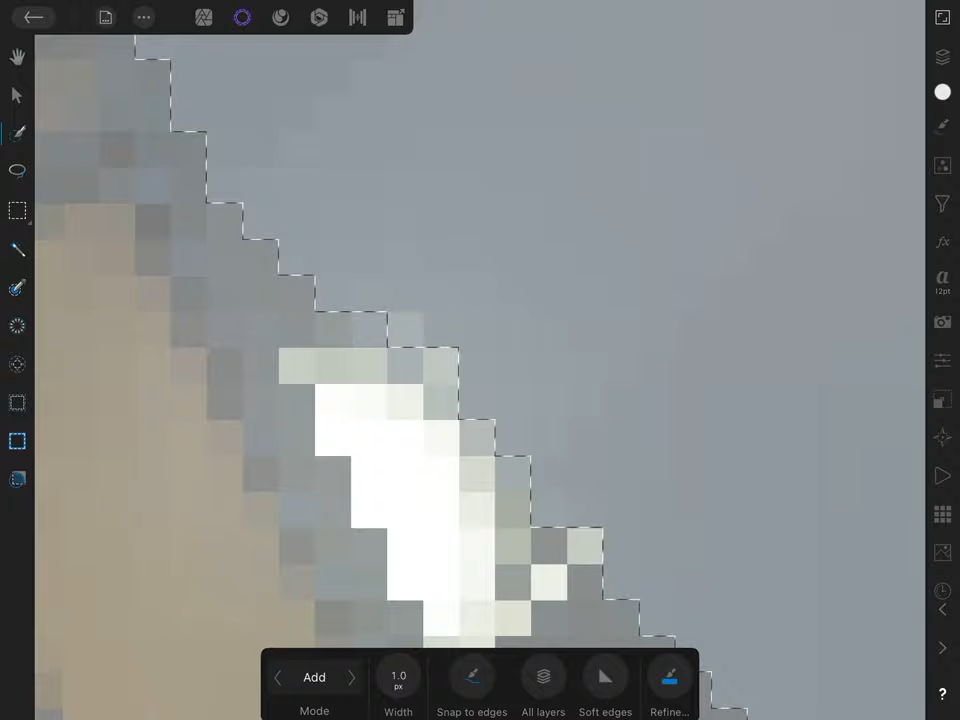 a
12pt
Add
Mode
1.0
px
Width
Snap to edges
All layers
Soft edges
Refine...
?